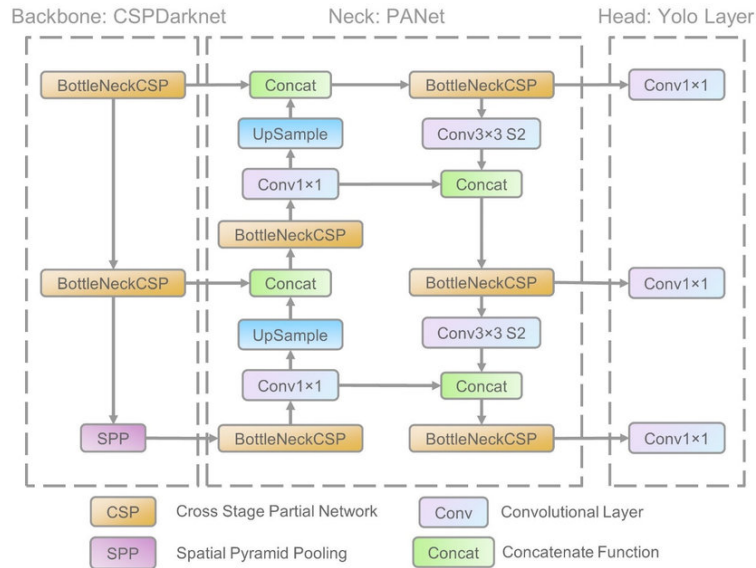 Backbone: CSPDarknet
Neck: PANet
Head: Yolo Layer
BottleNeckCSP
Concat
BottleNeckCSP
Conv1×1
UpSample
Conv3×3 S2
Conv1×1
Concat
BottleNeckCSP
BottleNeckCSP
Concat
BottleNeckCSP
Conv1×1
UpSample
Conv3×3 S2
Conv1×1
Concat
SPP
BottleNeckCSP
BottleNeckCSP
Conv1×1
CSP
Cross Stage Partial Network
Conv
Convolutional Layer
SPP
Spatial Pyramid Pooling
Concat
Concatenate Function